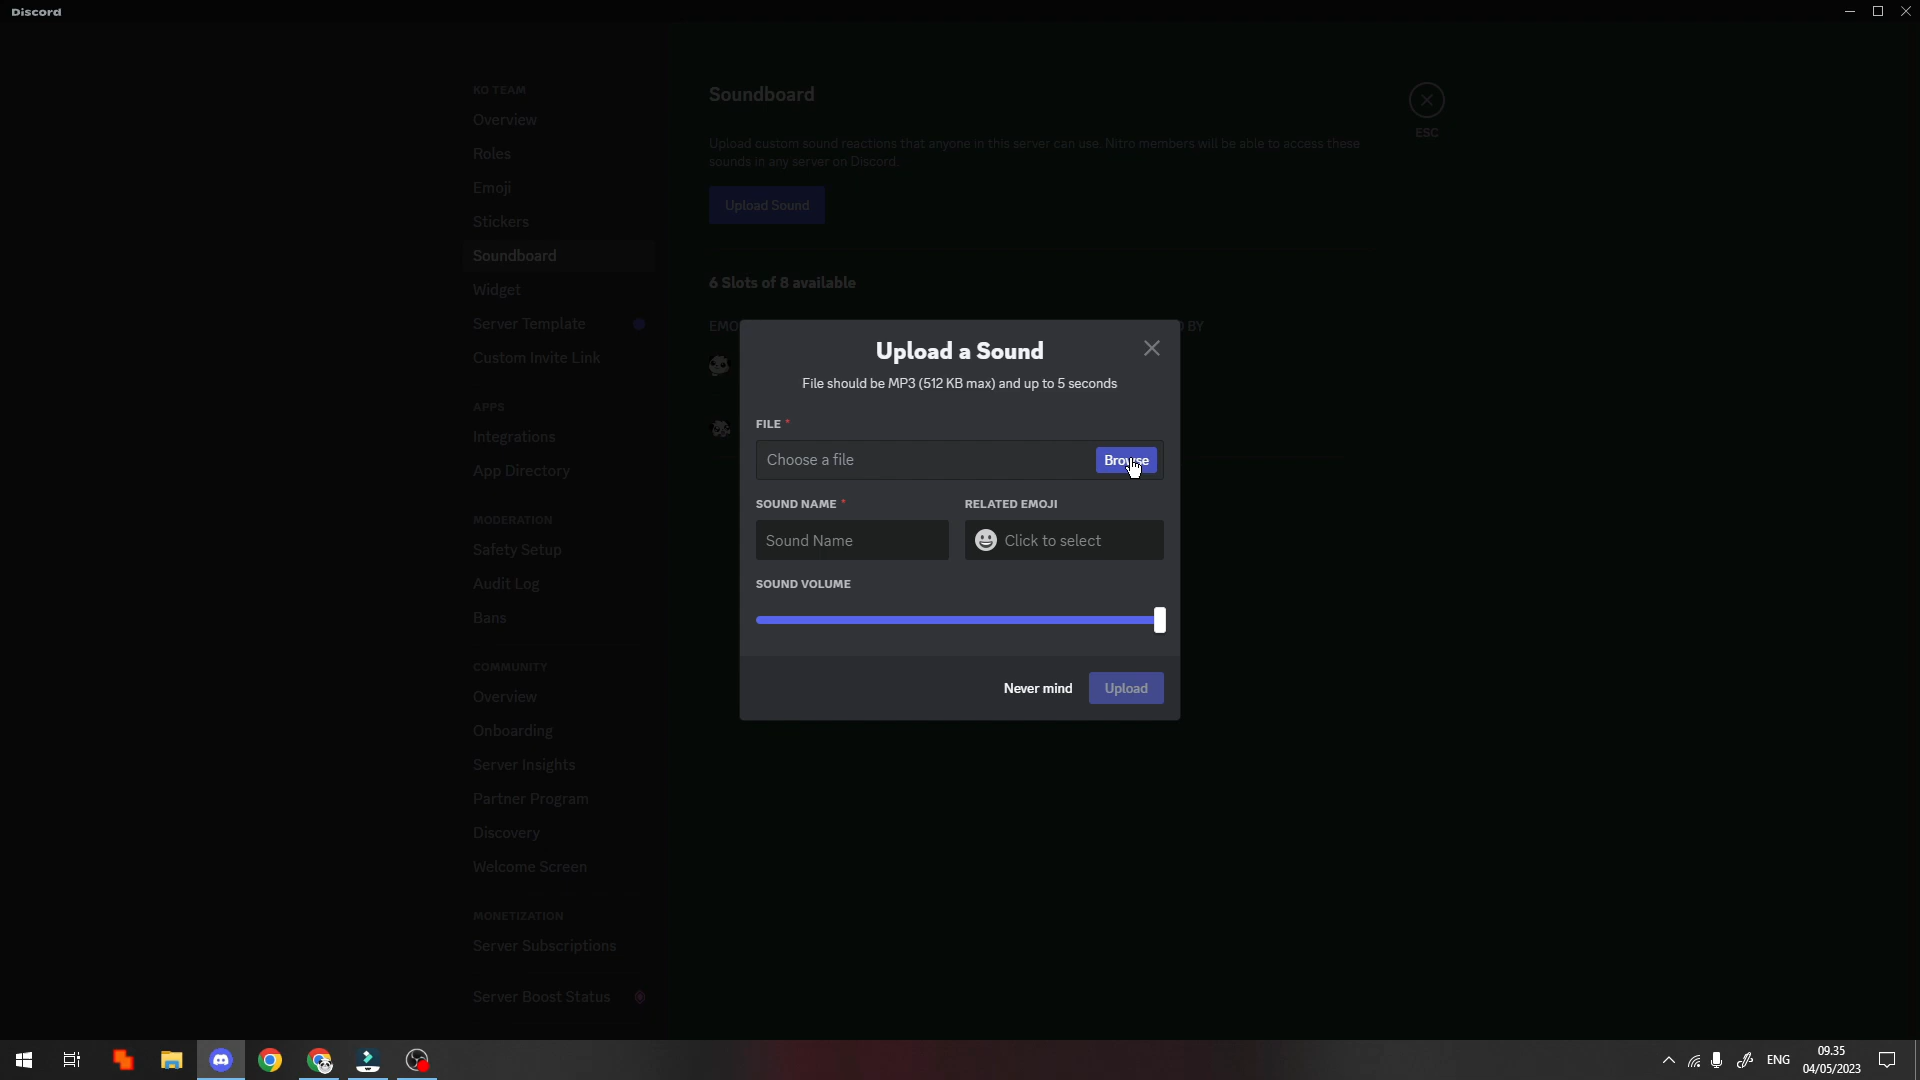 Discord
KO TEAM
Overview
Roles
Emoji
Stickers
Soundboard
Widget
Server Template
Custom Invite Link
APPS
Integrations
App Directory
MODERATION
Safety Setup
Audit Log
Bans
COMMUNITY
Overview
Onboarding
Server Insights
Partner Program
Discovery
Welcome Screen
MONETIZATION
Server Subscriptions
Server Boost Status
Soundboard
ESC
Upload custom sound reactions that anyone in this server can use. Nitro members will be able to access these
sounds in any server on Discord.
Upload Sound
6 Slots of 8 available
EMO
D BY
Upload a Sound
File should be MP3 (512 KB max) and up to 5 seconds
FILE *
Choose a file
Browse
SOUND NAME *
RELATED EMOJI
Sound Name
Click to select
SOUND VOLUME
Never mind
Upload
ENG
09.35
04/05/2023